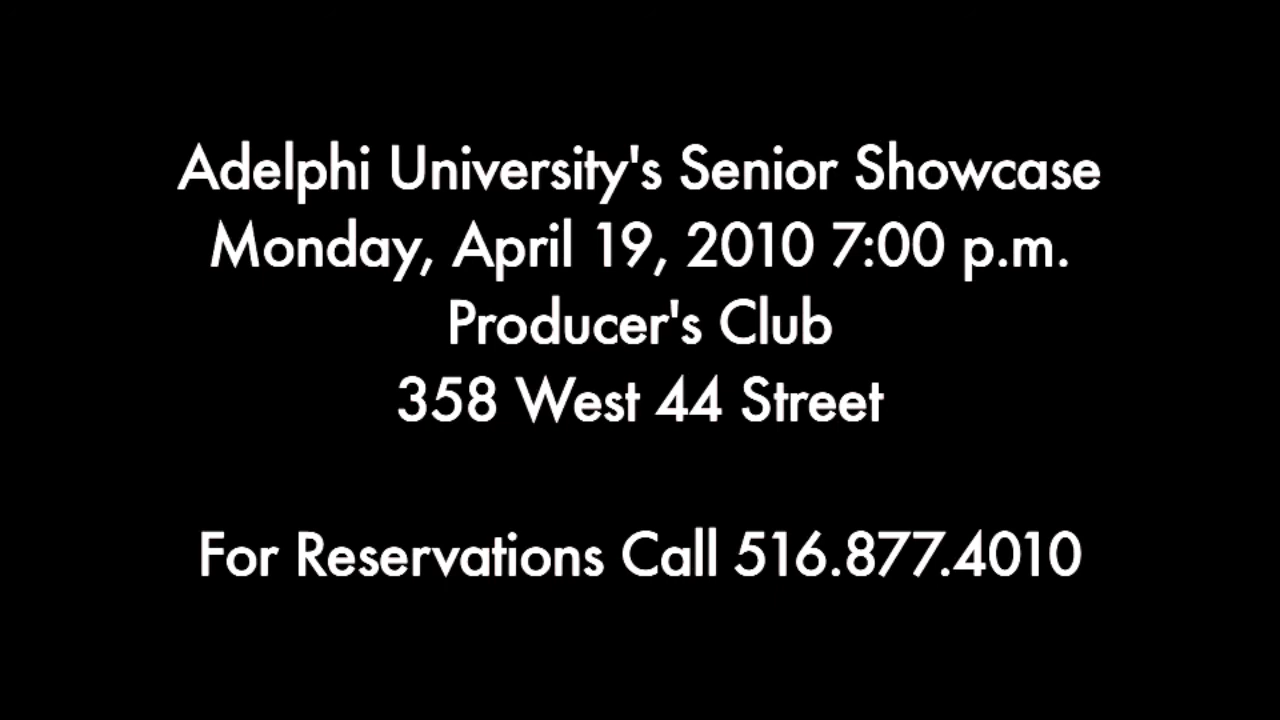 Adelphi University's Senior Showcase
Monday, April 19, 2010 7:00 p.m.
Producer's Club
358 West 44 Street
For Reservations Call 516.877.4010